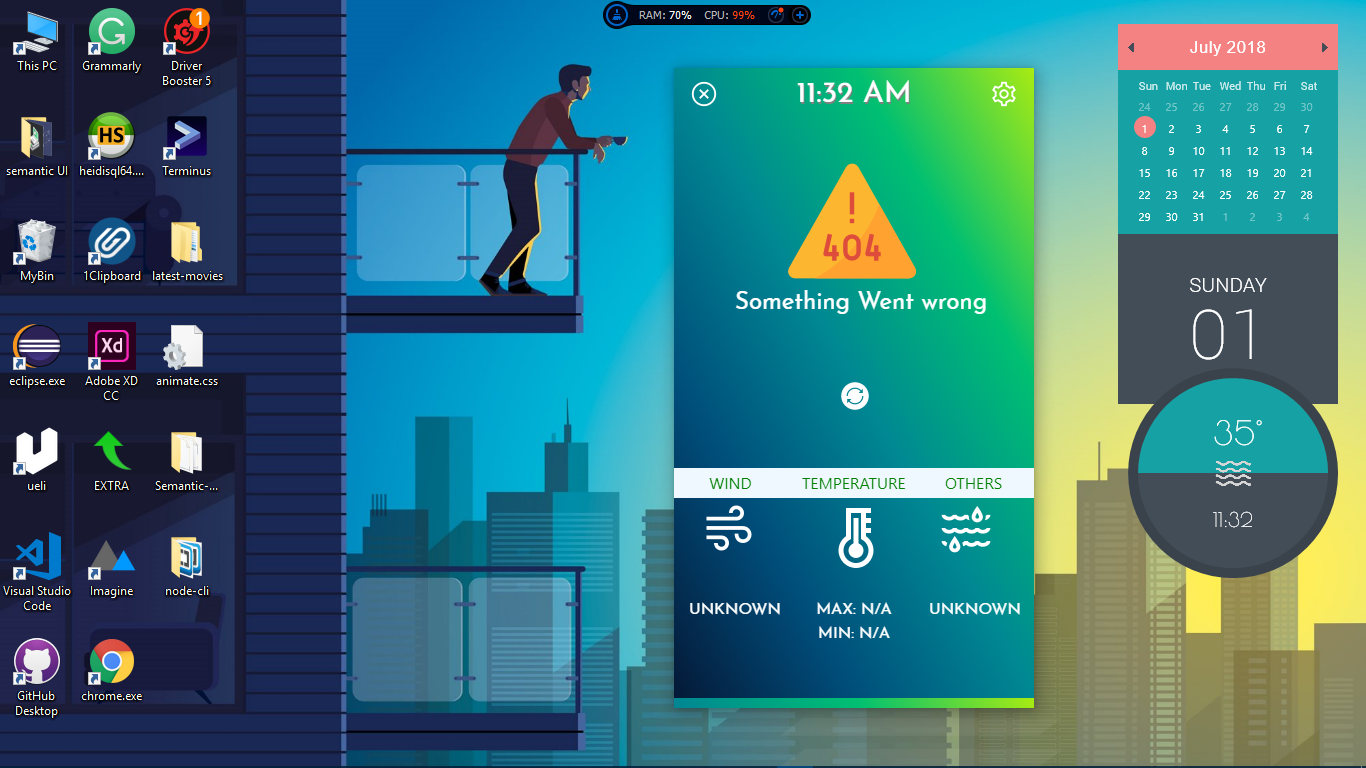 RAM: 70% CPU: 99%
This PC
Grammarly
1
Driver
Booster 5
semantic UI
HS
heidisql64....
Terminus
MyBin
1Clipboard
latest-movies
eclipse.exe
Xd
Adobe XD
CC
animate.css
ueli
EXTRA
Semantic-...
Visual Studio
Code
Imagine
node-cli
GitHub
Desktop
chrome.exe
11:32 AM
!
404
Something Went wrong
WIND TEMPERATURE OTHERS
UNKNOWN
MAX: N/A
MIN: N/A
UNKNOWN
July 2018
Sun Mon Tue Wed Thu Fri Sat
24 25 26 27 28 29 30
1 2 3 4 5 6 7
8 9 10 11 12 13 14
15 16 17 18 19 20 21
22 23 24 25 26 27 28
29 30 31 1 2 3 4
SUNDAY
01
35°
11:32